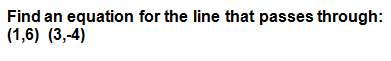 Find an equation for the line that passes through:
(1,6) (3,-4)